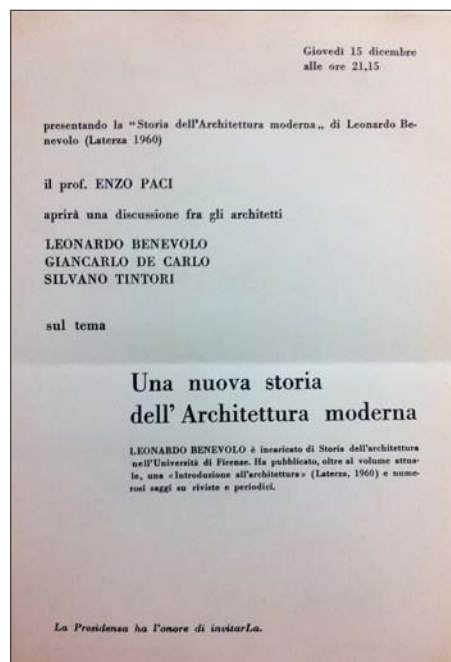 Giovedì 15 dicembre
alle ore 21,15
presentando la "Storia dell'Architettura moderna„ di Leonardo Be-
nevolo (Laterza 1960)
il prof. ENZO PACI
aprirà una discussione fra gli architetti
LEONARDO BENEVOLO
GIANCARLO DE CARLO
SILVANO TINTORI
sul tema
Una nuova storia
dell'Architettura moderna
LEONARDO BENEVOLO è incaricato di Storia dell'architettura
nell'Università di Firenze. Ha pubblicato, oltre al volume attua-
le, una «Introduzione all'architettura» (Laterza, 1960) e nume-
rosi saggi su riviste e periodici.
La Presidenza ha l'onore di invitarLa.